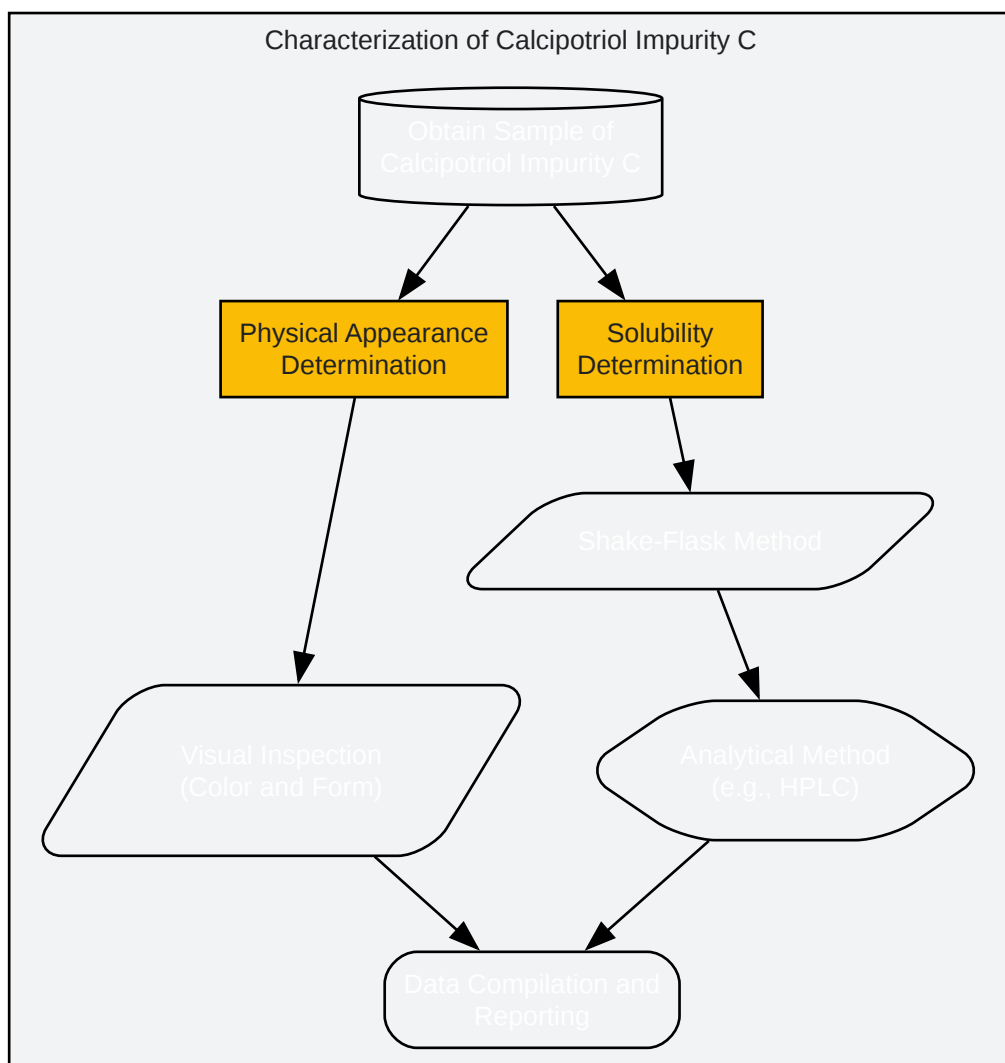 Characterization of Calcipotriol Impurity C
Obtain Sample of
Calcipotriol Impurity C
Physical Appearance
Determination
Solubility
Determination
Shake-Flask Method
Visual Inspection
(Color and Form)
Analytical Method
(e.g., HPLC)
Data Compilation and
Reporting